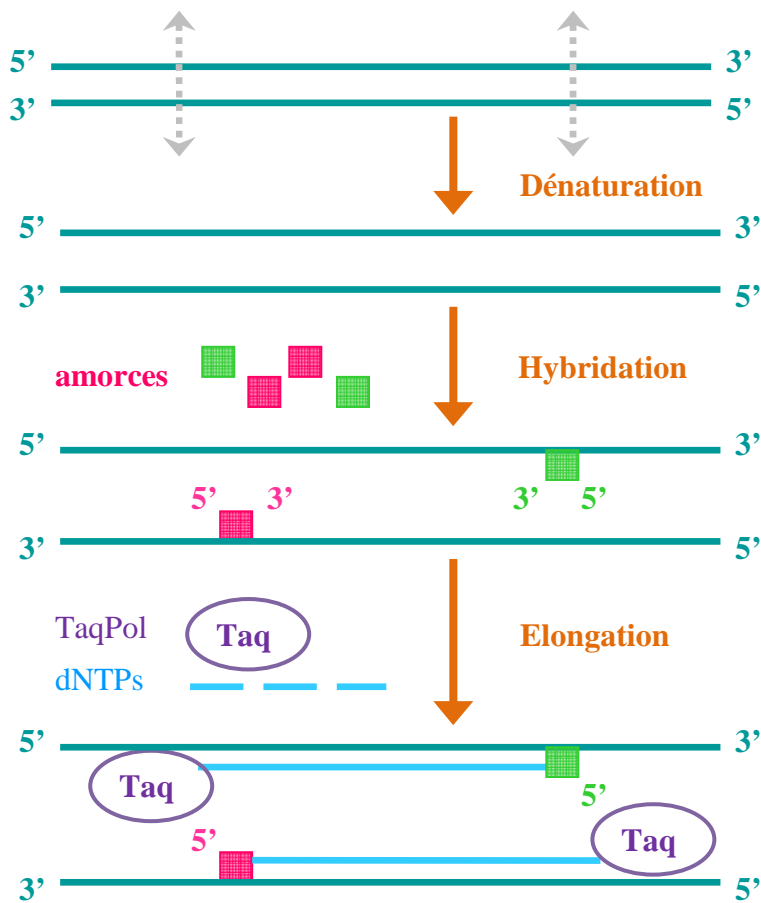 5’ 3’
3’ 5’
Dénaturation
5’ 3’
3’ 5’
amorces
Hybridation
5’ 3’
5’ 3’ 3’ 5’
3’ 5’
TaqPol Taq
Elongation
dNTPs
5’ 3’
Taq
5’
5’
Taq
3’ 5’